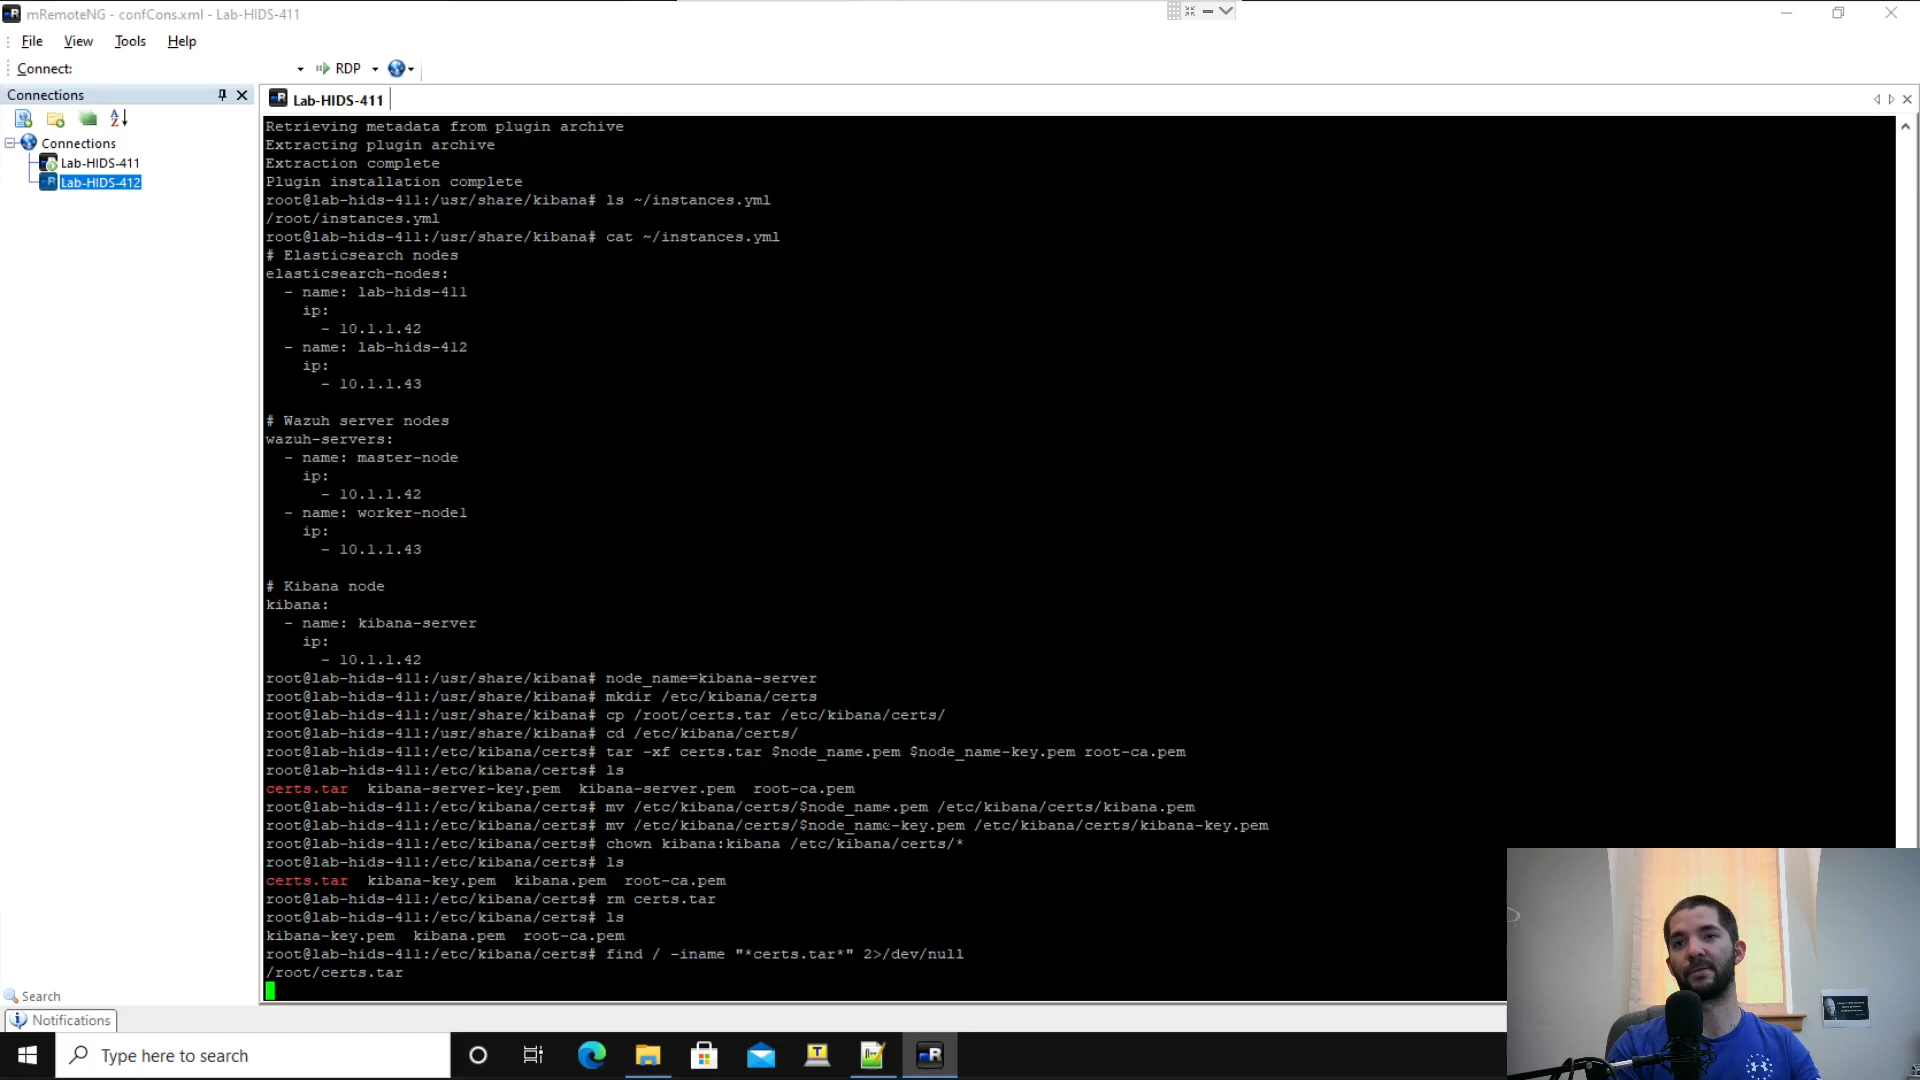 mRemoteNG - confCons.xml - Lab-HIDS-411
File View Tools Help
Connect: RDP
Connections
Lab-HIDS-411
Connections
Lab-HIDS-411
Lab-HIDS-412
Retrieving metadata from plugin archive
Extracting plugin archive
Extraction complete
Plugin installation complete
root@lab-hids-411:/usr/share/kibana# ls ~/instances.yml
/root/instances.yml
root@lab-hids-411:/usr/share/kibana# cat ~/instances.yml
# Elasticsearch nodes
elasticsearch-nodes:
  - name: lab-hids-411
    ip:
      - 10.1.1.42
  - name: lab-hids-412
    ip:
      - 10.1.1.43
# Wazuh server nodes
wazuh-servers:
  - name: master-node
    ip:
      - 10.1.1.42
  - name: worker-node1
    ip:
      - 10.1.1.43
# Kibana node
kibana:
  - name: kibana-server
    ip:
      - 10.1.1.42
root@lab-hids-411:/usr/share/kibana# node_name=kibana-server
root@lab-hids-411:/usr/share/kibana# mkdir /etc/kibana/certs
root@lab-hids-411:/usr/share/kibana# cp /root/certs.tar /etc/kibana/certs/
root@lab-hids-411:/usr/share/kibana# cd /etc/kibana/certs/
root@lab-hids-411:/etc/kibana/certs# tar -xf certs.tar $node_name.pem $node_name-key.pem root-ca.pem
root@lab-hids-411:/etc/kibana/certs# ls
certs.tar  kibana-server-key.pem  kibana-server.pem  root-ca.pem
root@lab-hids-411:/etc/kibana/certs# mv /etc/kibana/certs/$node_name.pem /etc/kibana/certs/kibana.pem
root@lab-hids-411:/etc/kibana/certs# mv /etc/kibana/certs/$node_name-key.pem /etc/kibana/certs/kibana-key.pem
root@lab-hids-411:/etc/kibana/certs# chown kibana:kibana /etc/kibana/certs/*
root@lab-hids-411:/etc/kibana/certs# ls
certs.tar  kibana-key.pem  kibana.pem  root-ca.pem
root@lab-hids-411:/etc/kibana/certs# rm certs.tar
root@lab-hids-411:/etc/kibana/certs# ls
kibana-key.pem  kibana.pem  root-ca.pem
root@lab-hids-411:/etc/kibana/certs# find / -iname "*certs.tar*" 2>/dev/null
/root/certs.tar
Search
Notifications
Type here to search